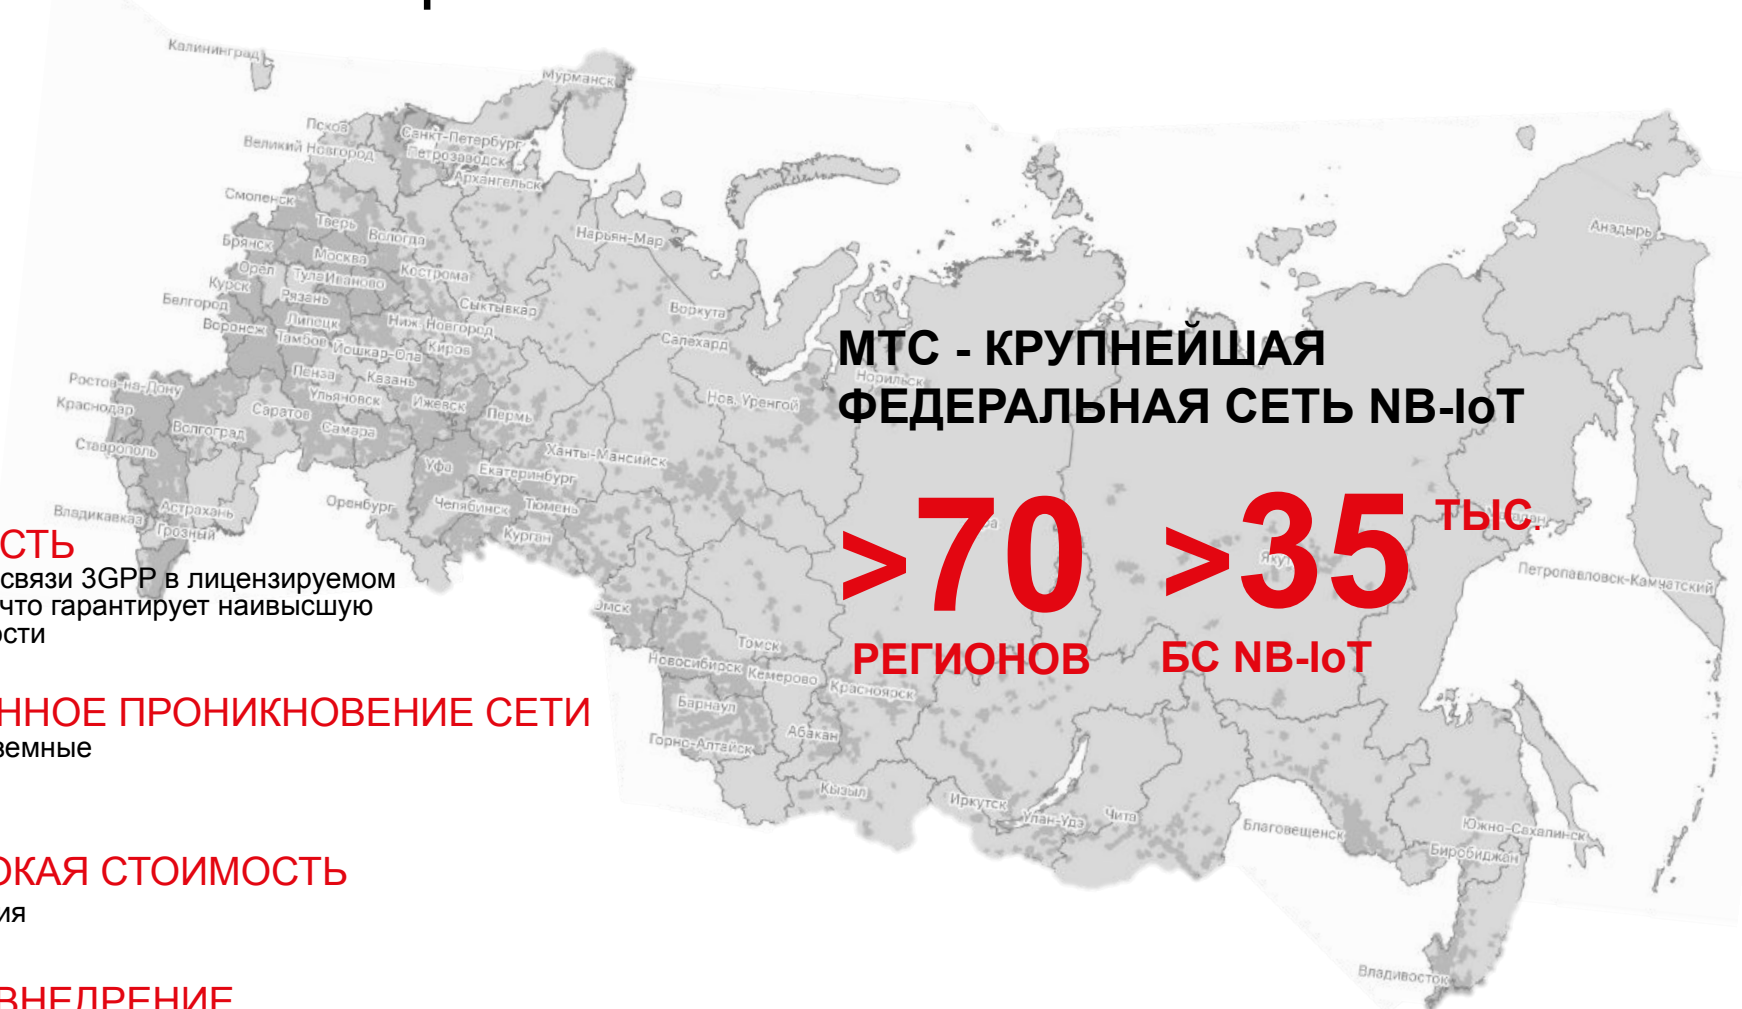 Калининград
Мурманск
Псков
Санкт-Петербург
Великий Новгород
Петрозаводск
Архангельск
Смоленск
Тверь
Вологда
Нарьян-Мар
Анадырь
Брянск
Москва
Орел
Тула
Иваново
Кострома
Курск
Рязань
Сыктывкар
Воркута
Белгород
Липецк
Ниж. Новгород
Воронеж
Тамбов
Йошкар-Ола
Киров
Салехард
МТС - КРУПНЕЙШАЯ
ФЕДЕРАЛЬНАЯ СЕТЬ NB-IoT
Норильск
Ростов-на-Дону
Пенза
Казань
Краснодар
Ульяновск
Ижевск
Пермь
Нов. Уренгой
Саратов
Волгоград
Самара
Ставрополь
Ханты-Мансийск
Уфа
Екатеринбург
Оренбург
Челябинск
Тюмень
Владикавказ
Астрахань
Грозный
Курган
>70
>35 ТЫС.
РЕГИОНОВ
БС NB-IoT
Петропавловск-Камчатский
СТЬ
связи 3GPP в лицензируемом
что гарантирует наивысшую
ости
Омск
Томск
Новосибирск
Кемерово
Красноярск
ННОЕ ПРОНИКНОВЕНИЕ СЕТИ
земные
Барнаул
Абакан
Горно-Алтайск
Кызыл
Иркутск
Улан-Удэ
Чита
Благовещенск
Южно-Сахалинск
Биробиджан
Владивосток
ОКАЯ СТОИМОСТЬ
ия
ВНЕДРЕНИЕ